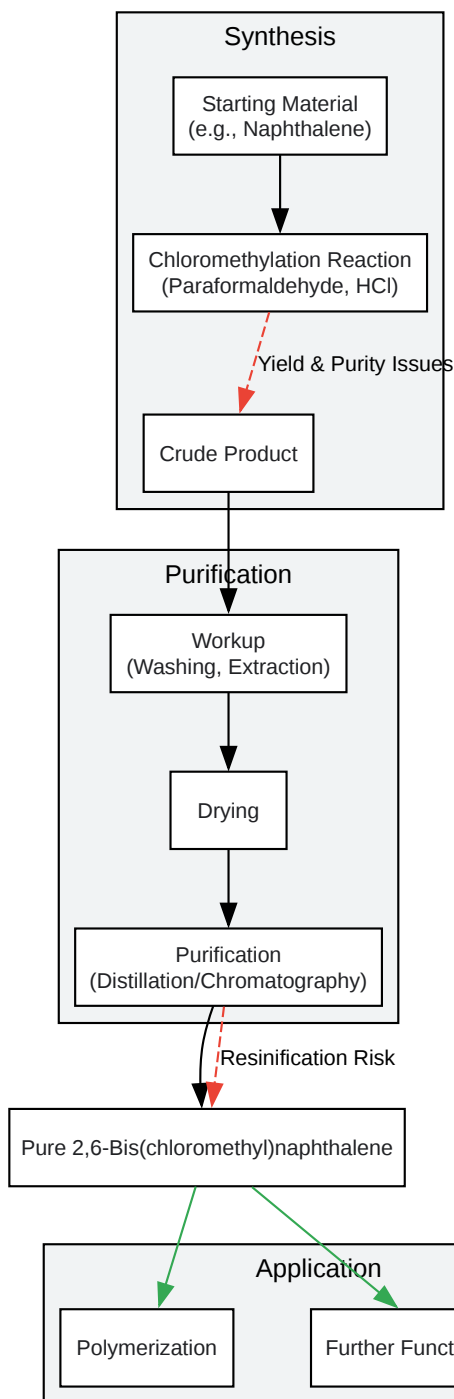 Synthesis
Starting Material
(e.g., Naphthalene)
Chloromethylation Reaction
(Paraformaldehyde, HCl)
Yield & Purity Issues
Crude Product
Purification
Workup
(Washing, Extraction)
Drying
Purification
(Distillation/Chromatography)
Resinification Risk
Pure 2,6-Bis(chloromethyl)naphthalene
Application
Polymerization
Further Funct